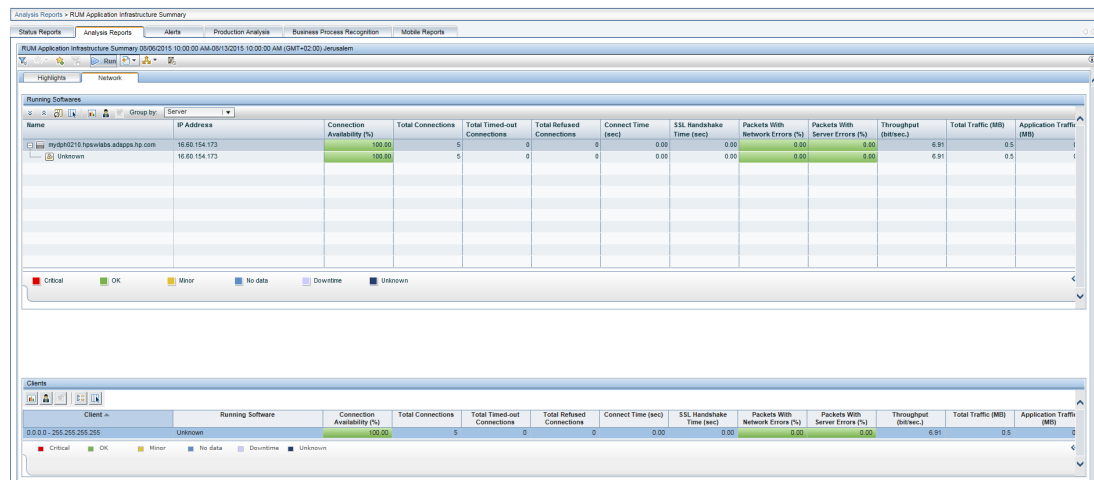 Analysis Reports > RUM Application Infrastructure Summary
Status Reports Analysis Reports Alerts Production Analysis Business Process Recognition Mobile Reports
RUM Application Infrastructure Summary 08/06/2015 10:00:00 AM-08/13/2015 10:00:00 AM (GMT+02:00) Jerusalem
Run
Highlights Network
Running Softwares
Group by: Server
Name IP Address Connection Availability (%) Total Connections Total Timed-out Connections Total Refused Connections Connect Time (sec) SSL Handshake Time (sec) Packets With Network Errors (%) Packets With Server Errors (%) Throughput (bit/sec.) Total Traffic (MB) Application Traffic (MB)
mydph0210.hpswlabs.adapps.hp.com 16.60.154.173 100.00 5 0 0 0.00 0.00 0.00 0.00 6.91 0.5
Unknown 16.60.154.173 100.00 5 0 0 0.00 0.00 0.00 0.00 6.91 0.5
Critical OK Minor No data Downtime Unknown
Clients
Client Running Software Connection Availability (%) Total Connections Total Timed-out Connections Total Refused Connections Connect Time (sec) SSL Handshake Time (sec) Packets With Network Errors (%) Packets With Server Errors (%) Throughput (bit/sec.) Total Traffic (MB) Application Traffic (MB)
0.0.0.0 - 255.255.255.255 Unknown 100.00 5 0 0 0.00 0.00 0.00 0.00 6.91 0.5
Critical OK Minor No data Downtime Unknown